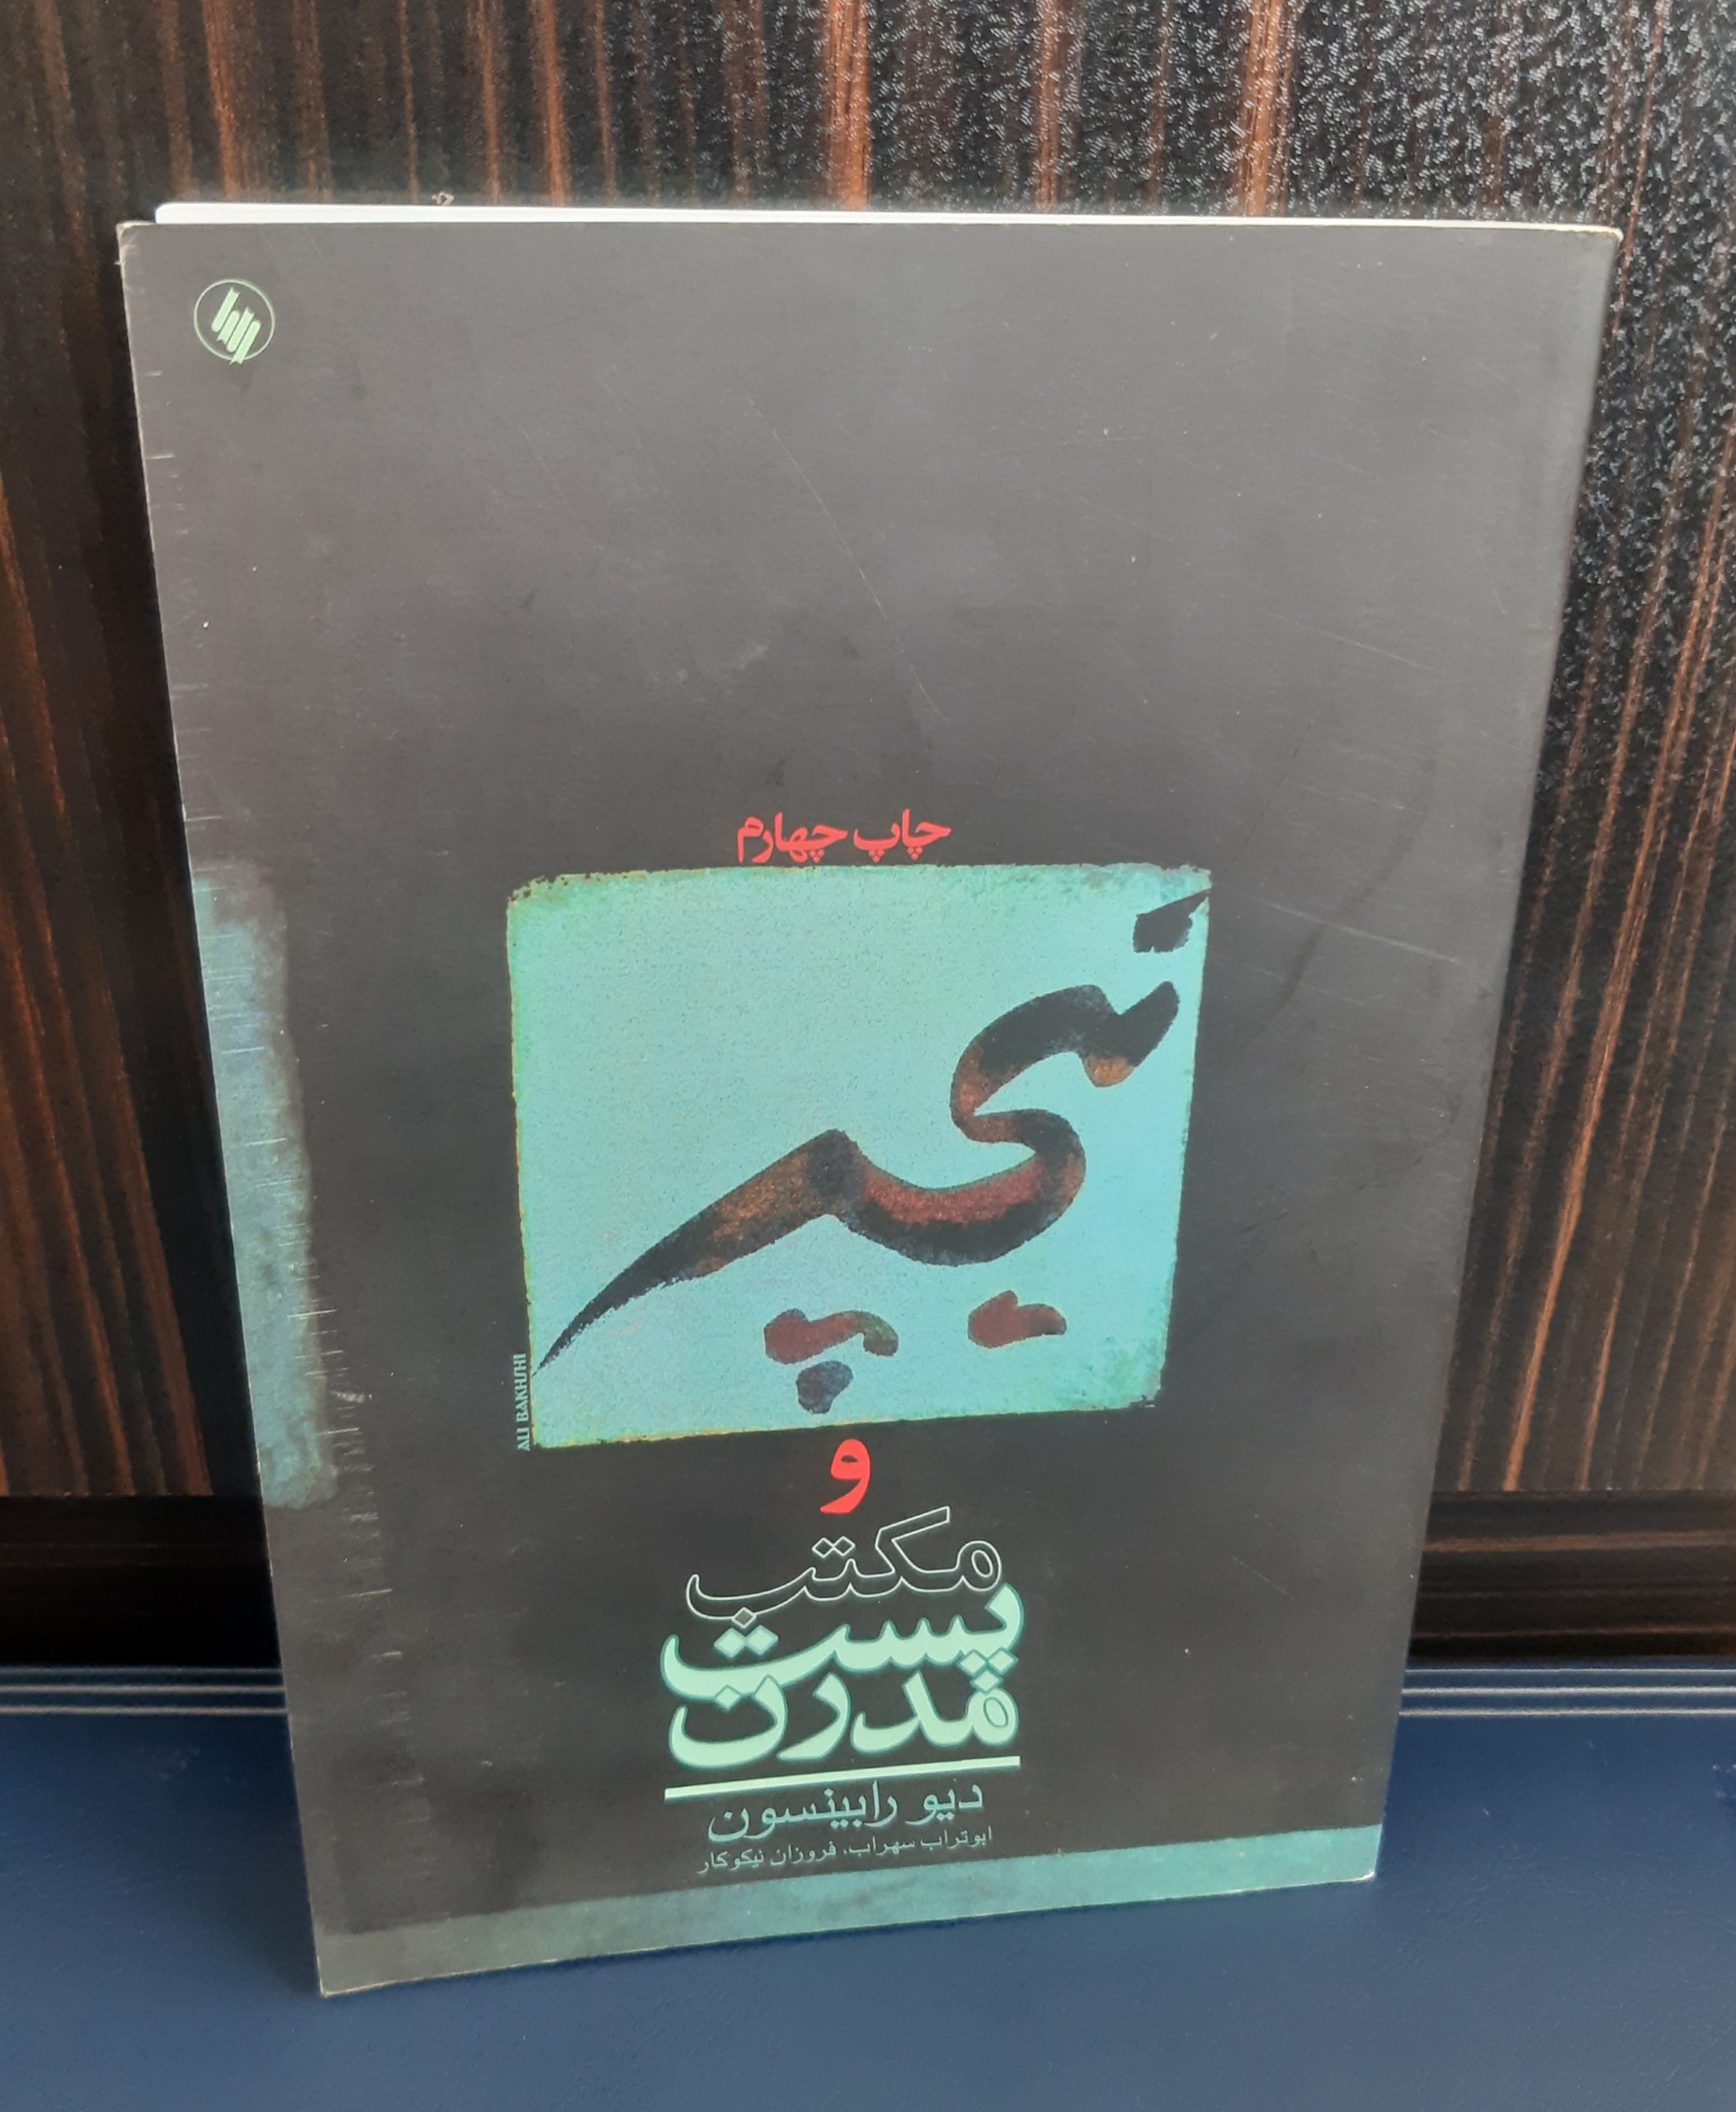 چاپ چهارم
نیچه
ALI BAKHSHI
و
مکتب
پست
مدرن
دیو رابینسون
ابوتراب سهراب، فروزان نیکوکار